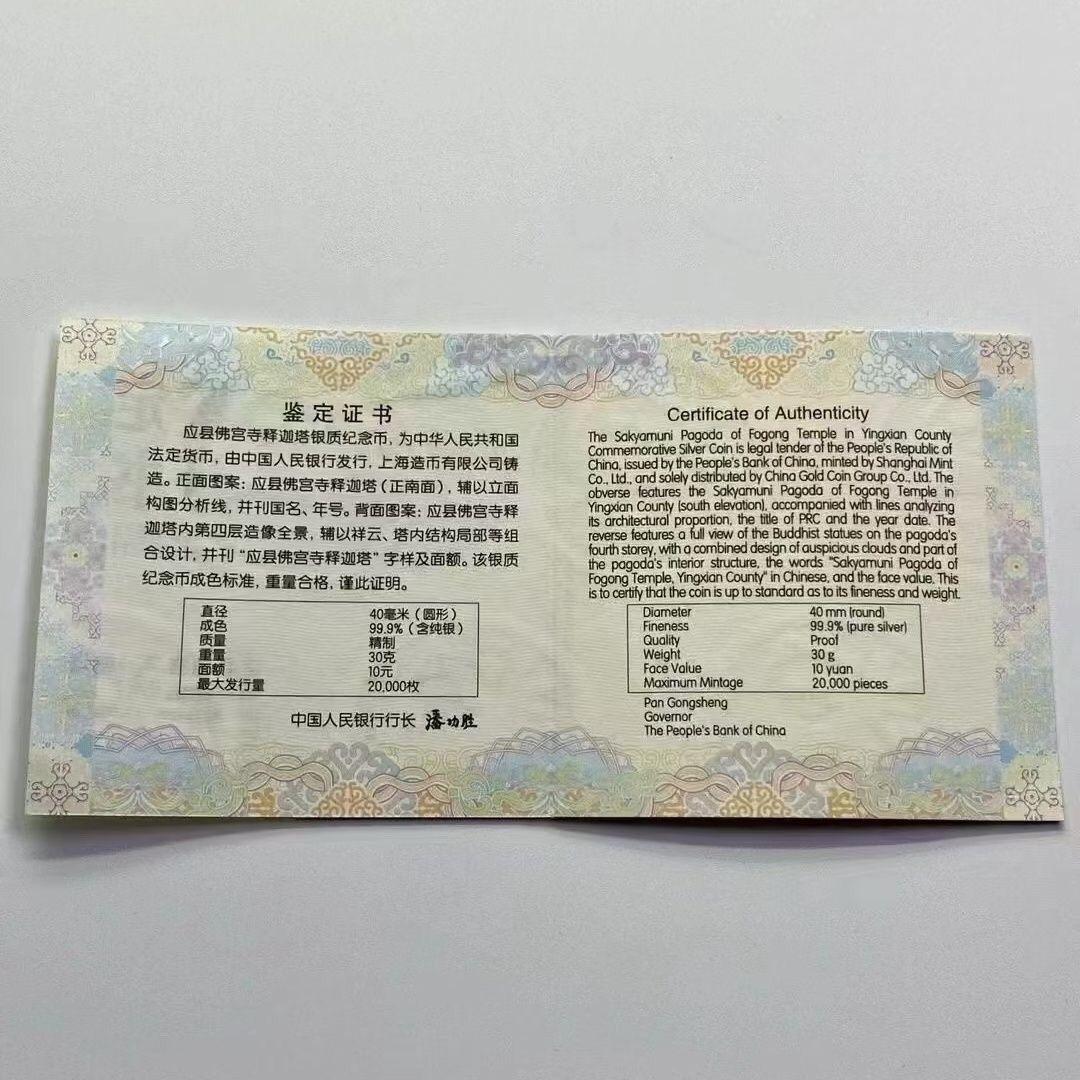 鉴定证书
应县佛宫寺释迦塔银质纪念币，为中华人民共和国
法定货币，由中国人民银行发行，上海造币有限公司铸
造。正面图案：应县佛宫寺释迦塔（正南面），辅以立面
构图分析线，并刊国名、年号。背面图案：应县佛宫寺释
迦塔内第四层造像全景，辅以祥云、塔内结构局部等组
合设计，并刊“应县佛宫寺释迦塔”字样及面额。该银质
纪念币成色标准，重量合格，谨此证明。
直径 40毫米（圆形）
成色 99.9%（含纯银）
质量 精制
重量 30克
面额 10元
最大发行量 20,000枚
中国人民银行行长 潘功胜
Certificate of Authenticity
The Sakyamuni Pagoda of Fogong Temple in Yingxian County
Commemorative Silver Coin is legal tender of the People's Republic of
China, issued by the People's Bank of China, minted by Shanghai Mint
Co., Ltd., and solely distributed by China Gold Coin Group Co., Ltd. The
obverse features the Sakyamuni Pagoda of Fogong Temple in
Yingxian County (south elevation), accompanied with lines analyzing
its architectural proportion, the title of PRC and the year date. The
reverse features a full view of the Buddhist statues on the pagoda's
fourth storey, with a combined design of auspicious clouds and part of
the pagoda's interior structure, the words "Sakyamuni Pagoda of
Fogong Temple, Yingxian County" in Chinese, and the face value. This
is to certify that the coin is up to standard as to its fineness and weight.
Diameter 40 mm (round)
Fineness 99.9% (pure silver)
Quality Proof
Weight 30 g
Face Value 10 yuan
Maximum Mintage 20,000 pieces
Pan Gongsheng
Governor
The People's Bank of China